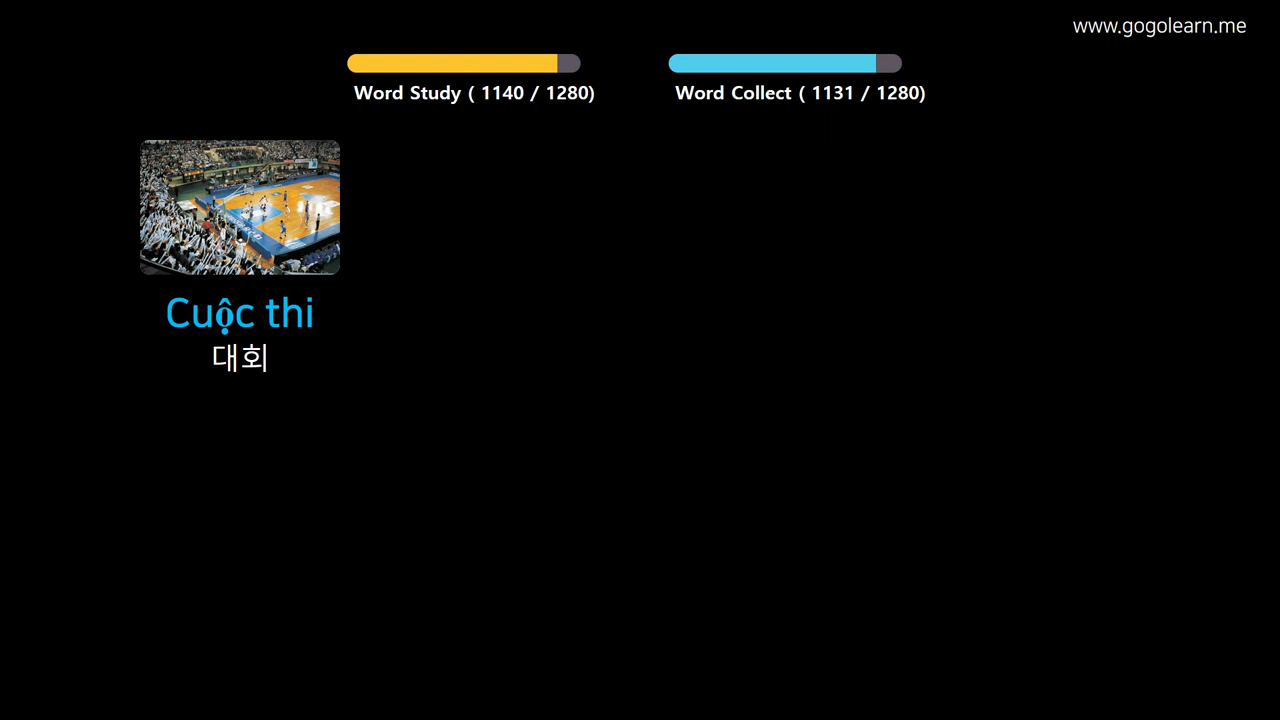 www.gogolearn.me
Word Study ( 1140 / 1280)
Word Collect ( 1131 / 1280)
Cuộc thi
대회